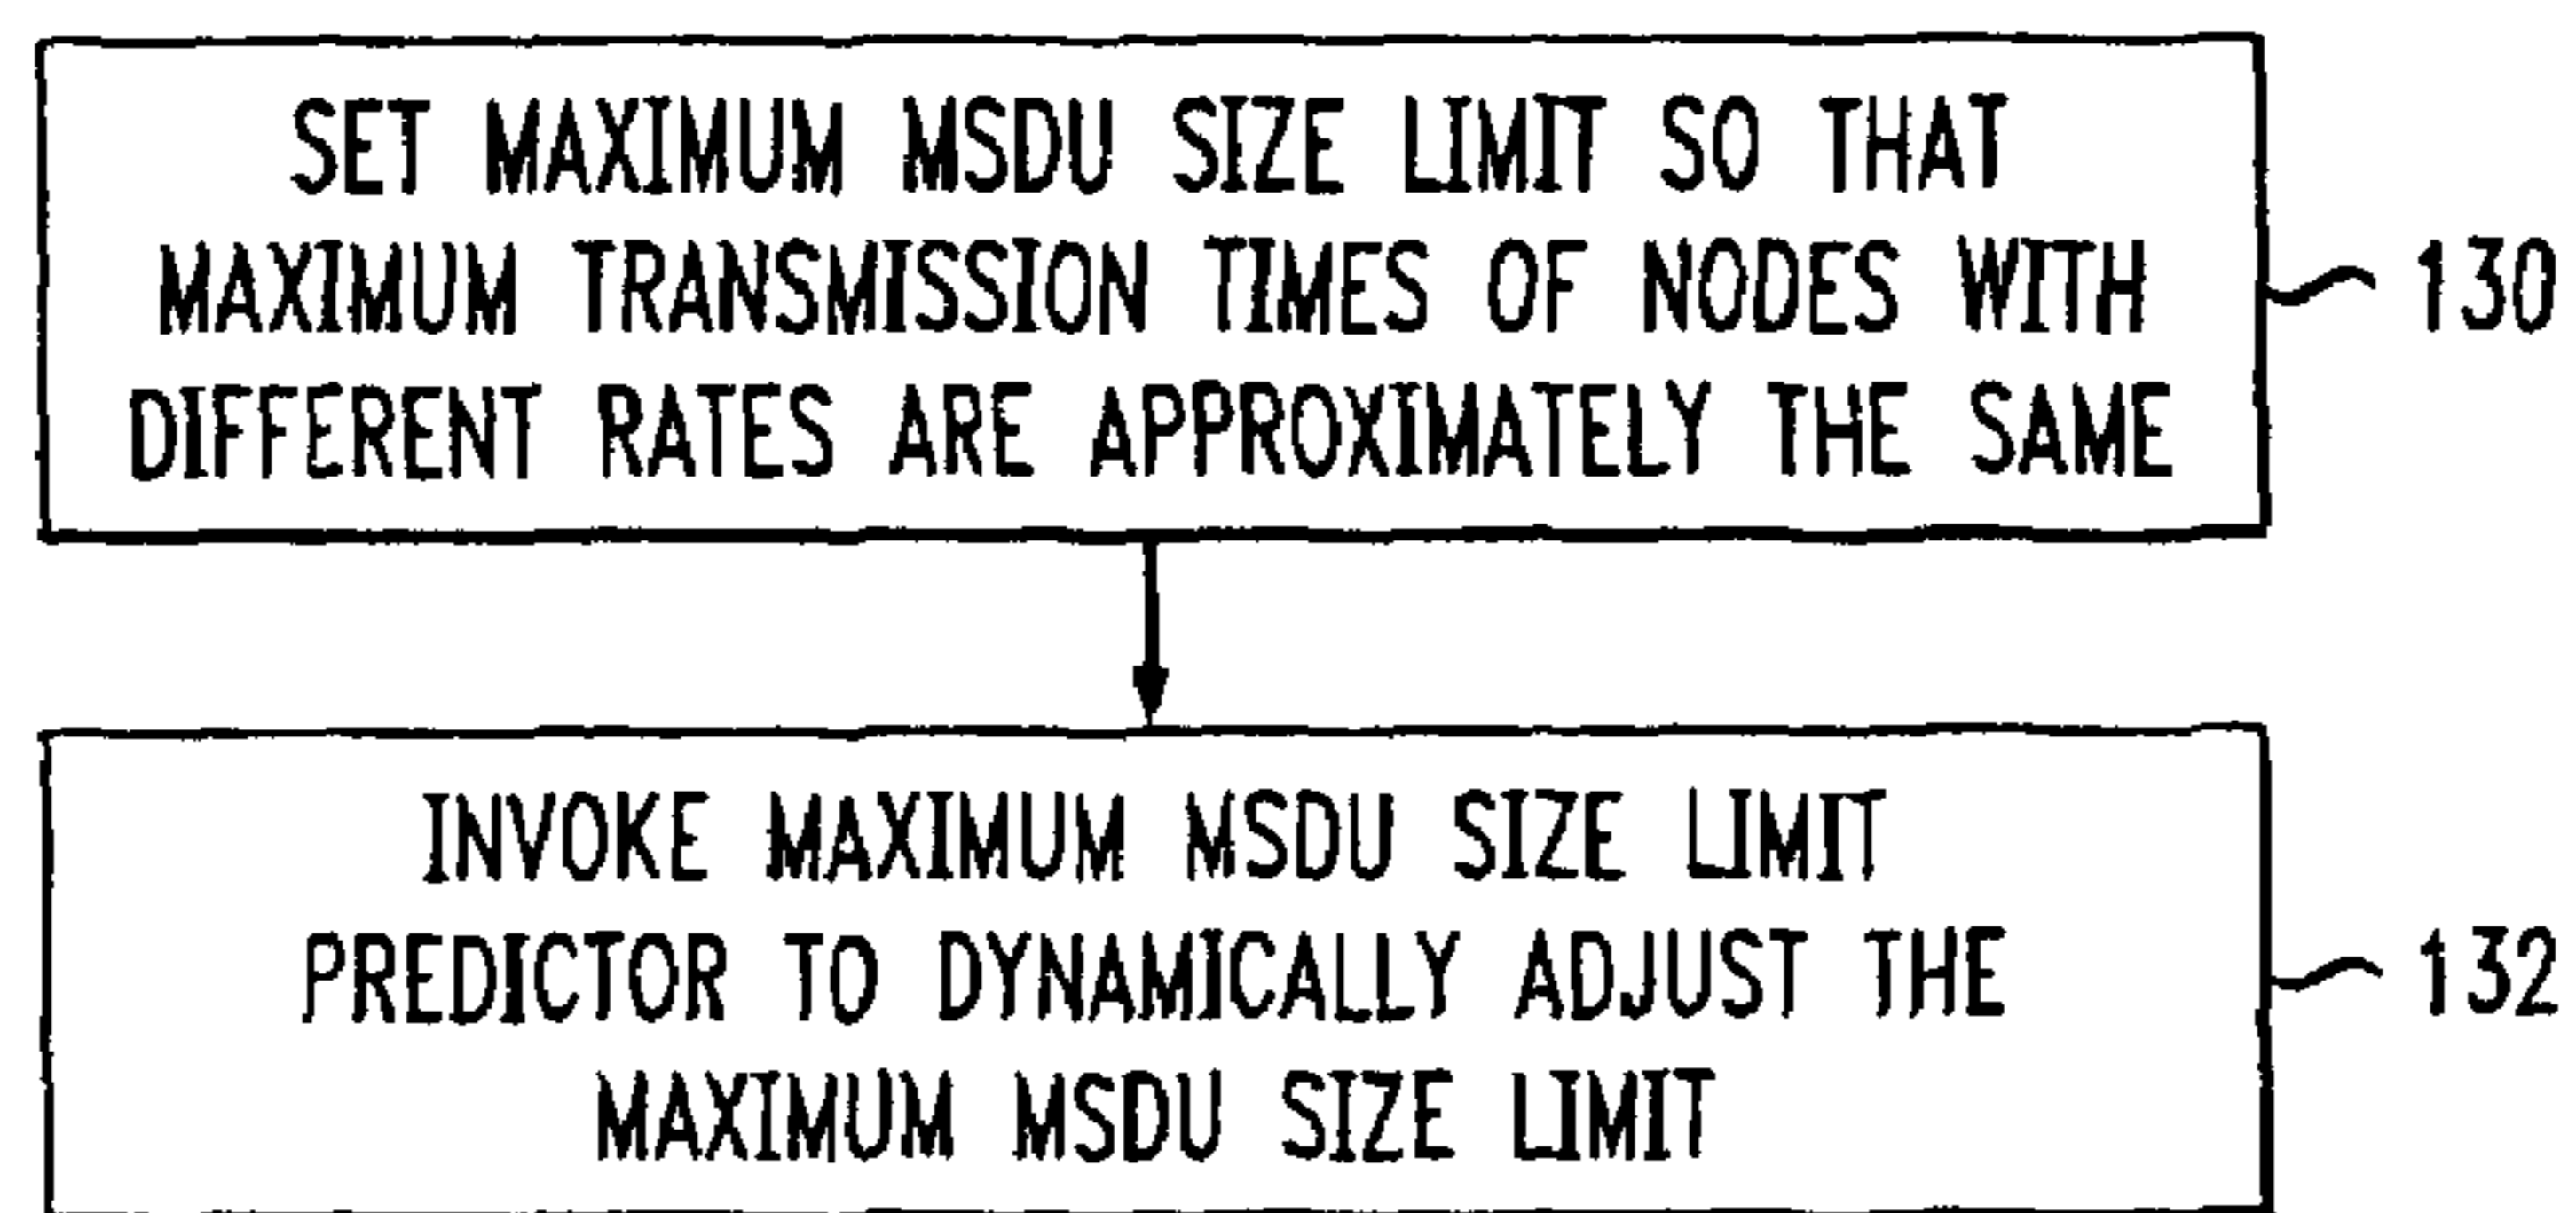 SET MAXIMUM MSDU SIZE LIMIT SO THAT
MAXIMUM TRANSMISSION TIMES OF NODES WITH
DIFFERENT RATES ARE APPROXIMATELY THE SAME
130
INVOKE MAXIMUM MSDU SIZE LIMIT
PREDICTOR TO DYNAMICALLY ADJUST THE
MAXIMUM MSDU SIZE LIMIT
132